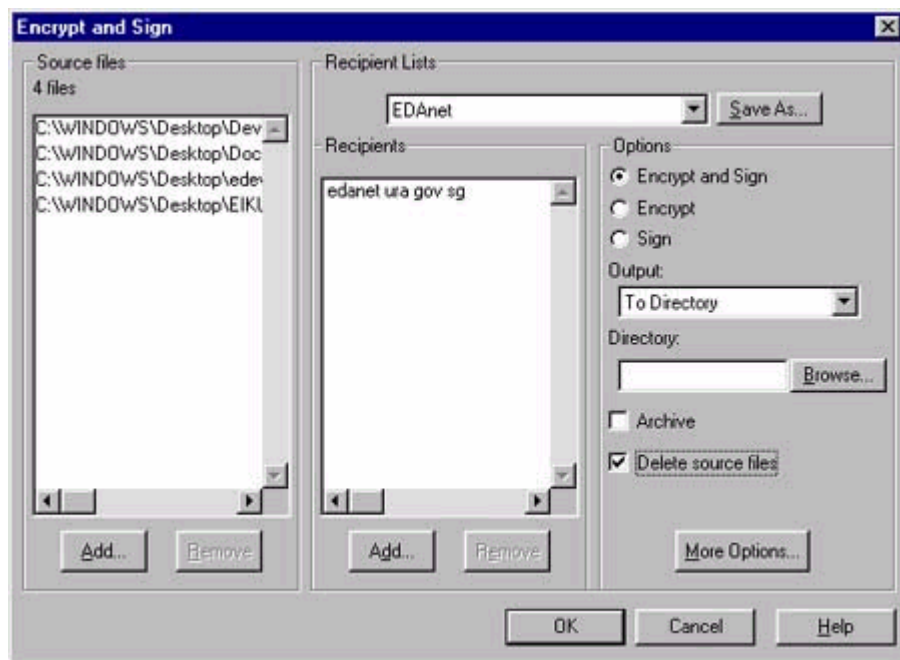 Encrypt and Sign
Source files
4 files
C:\WINDOWS\Desktop\Dev
C:\WINDOWS\Desktop\Doc
C:\WINDOWS\Desktop\edev
C:\WINDOWS\Desktop\EIKU
Add...
Remove
Recipient Lists
EDAnet
Save As...
Recipients
edanet ura gov sg
Add...
Remove
Options
Encrypt and Sign
Encrypt
Sign
Output:
To Directory
Directory:
Browse...
Archive
Delete source files
More Options...
OK
Cancel
Help